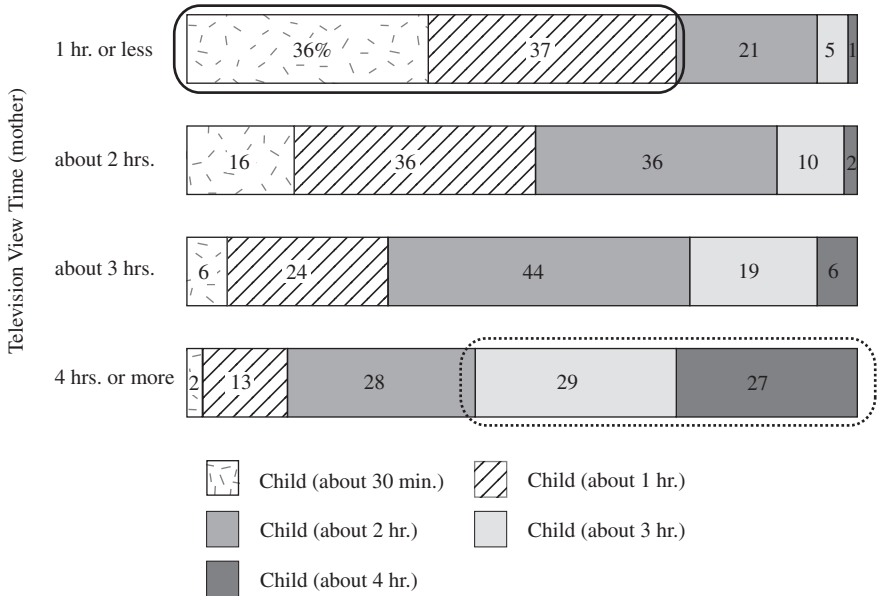 Television View Time (mother)
1 hr. or less 36% 37 21 5 1
about 2 hrs. 16 36 36 10 2
about 3 hrs. 6 24 44 19 6
4 hrs. or more 2 13 28 29 27
Child (about 30 min.) Child (about 1 hr.)
Child (about 2 hr.) Child (about 3 hr.)
Child (about 4 hr.)